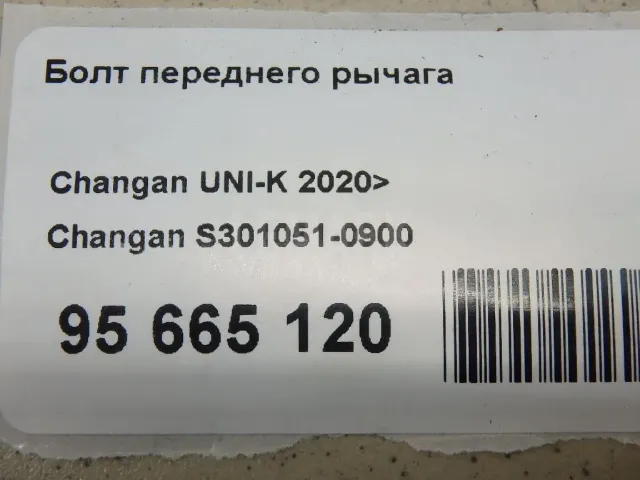 Болт переднего рычага
Changan UNI-K 2020>
Changan S301051-0900
95 665 120